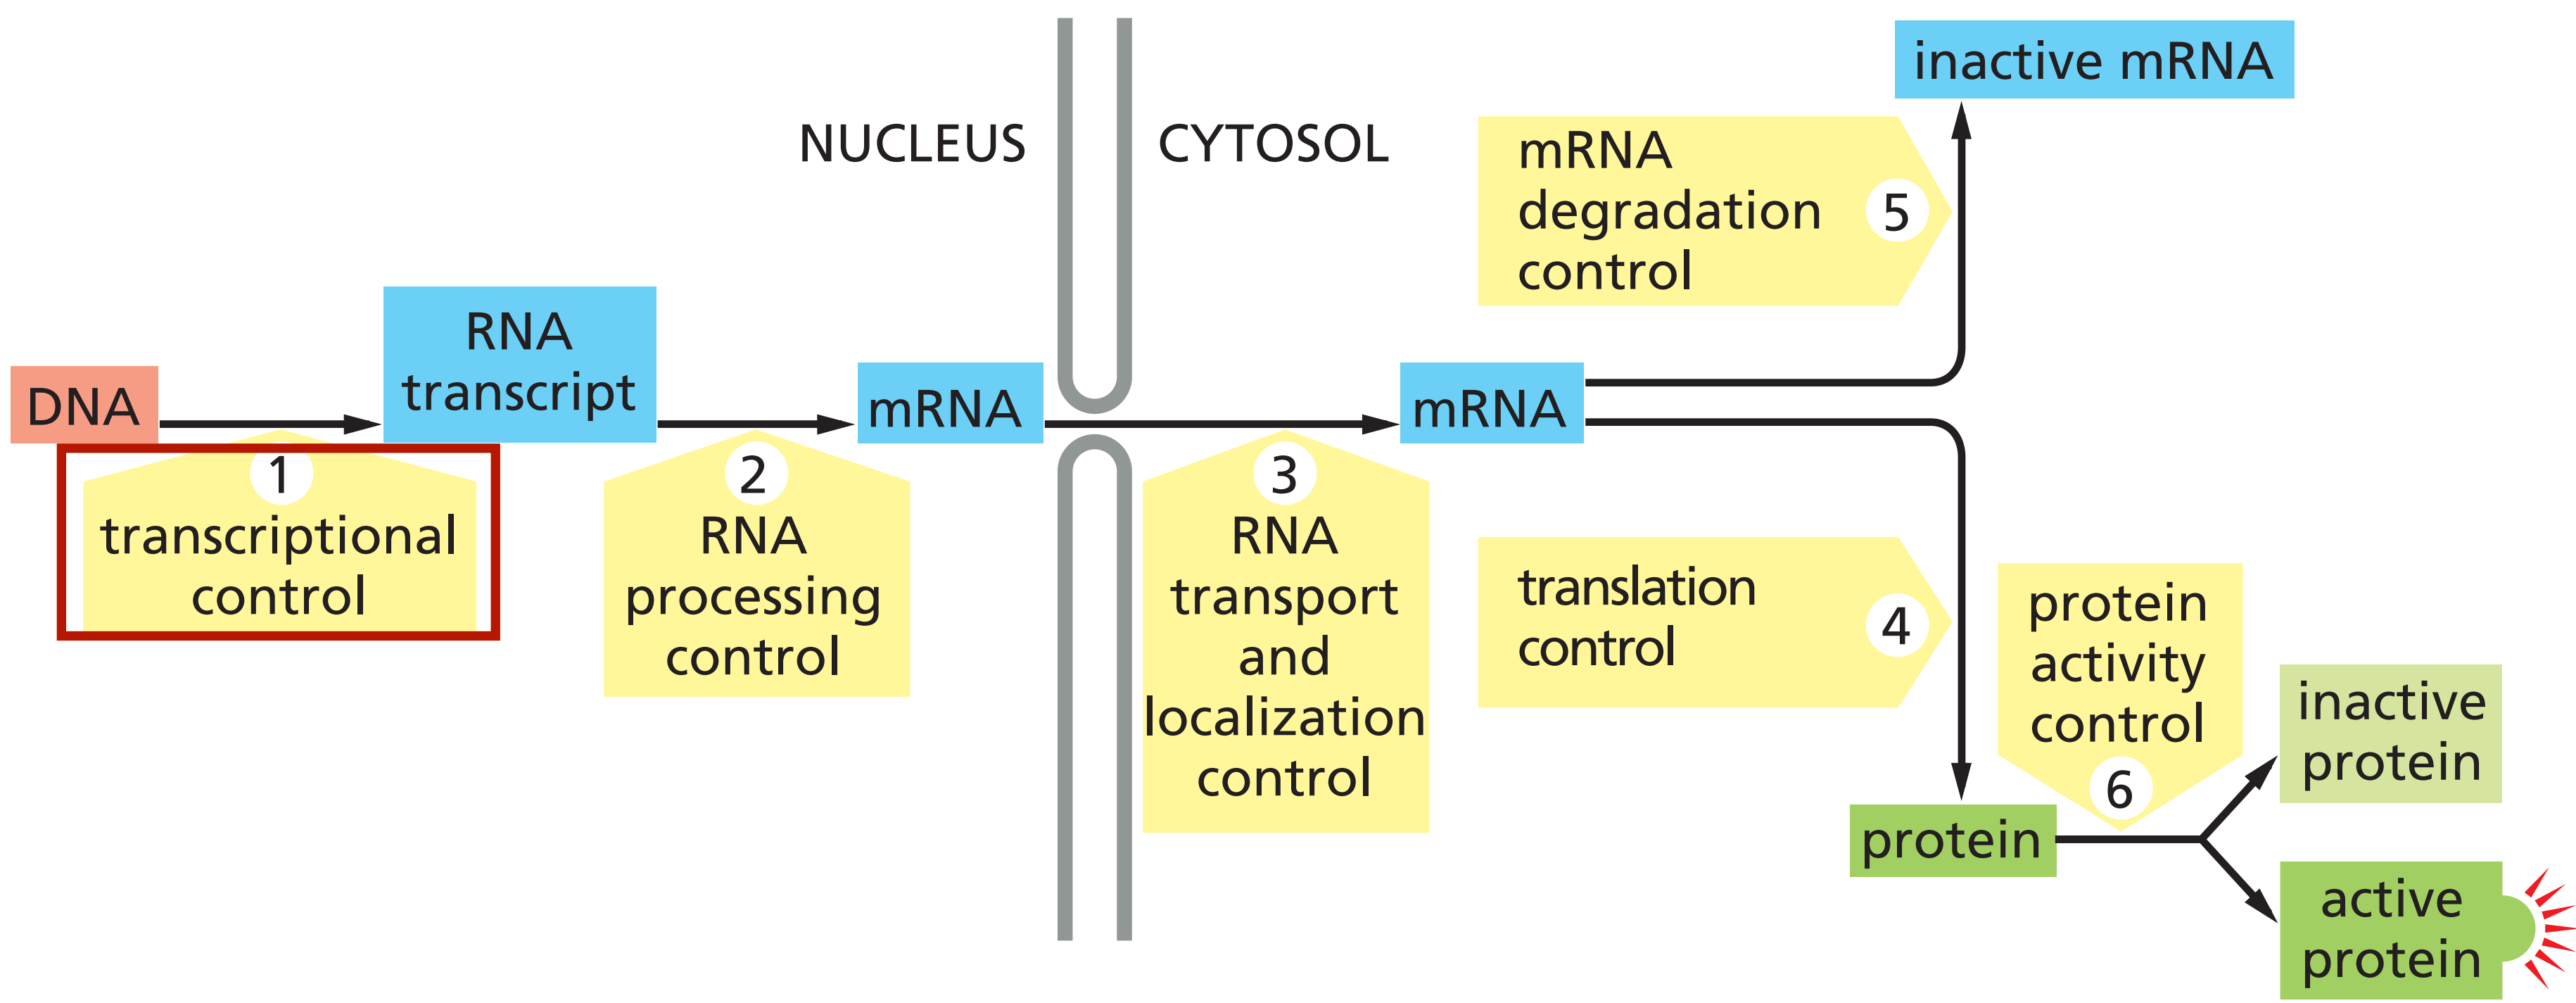 NUCLEUS
CYTOSOL
DNA
RNA
transcript
mRNA
mRNA
inactive mRNA
1
transcriptional
control
2
RNA
processing
control
3
RNA
transport
and
localization
control
mRNA
degradation
control
5
translation
control
4
protein
activity
control
6
protein
inactive
protein
active
protein